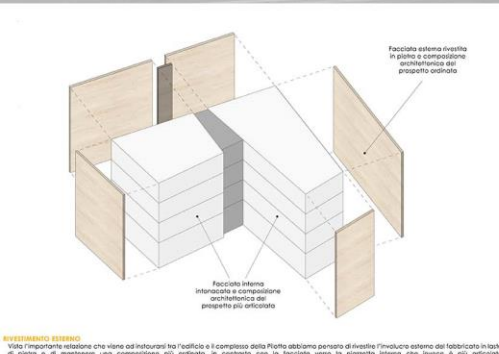 Facciata esterna rivestita
in pietra e composizione
architettonica del
prospetto ordinata
Facciata interna
intonacata e composizione
architettonica del
prospetto più articolata
RIVESTIMENTO ESTERNO
Vista l'importante relazione che viene ad instaurarsi tra l'edificio e il complesso della Pilotta abbiamo pensato di rivestire l'involucro esterno del fabbricato in lastre
di pietra e di mantenere una composizione più ordinata, in contrasto con le facciate verso la piazzetta interna che invece è più